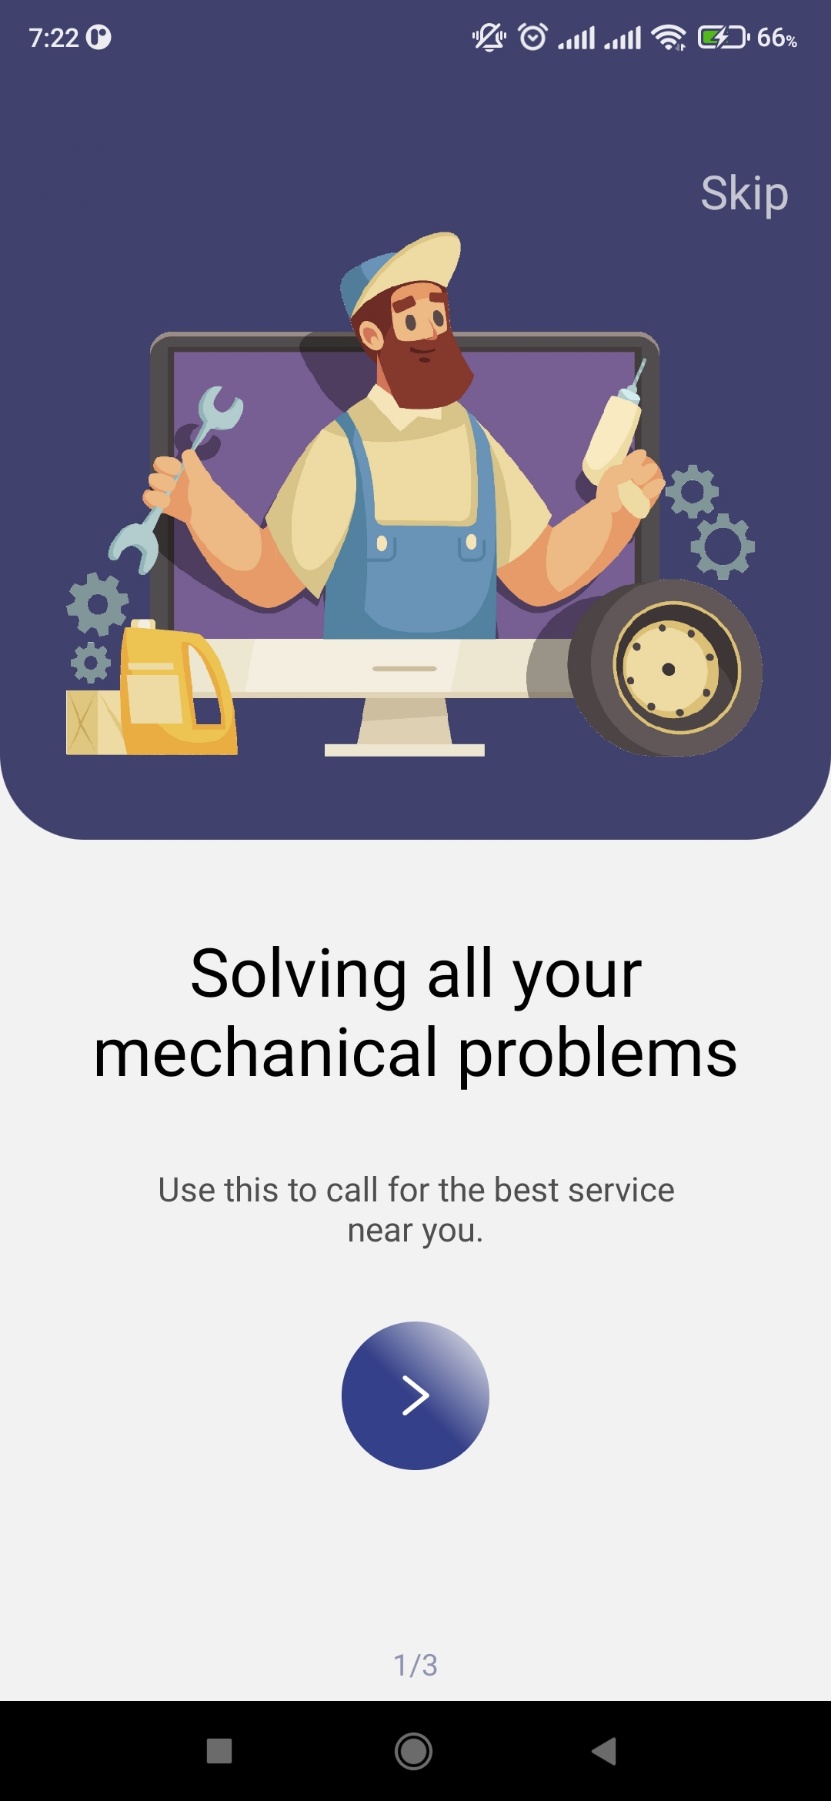 7:22
66%
Skip
Solving all your
mechanical problems
Use this to call for the best service
near you.
1/3